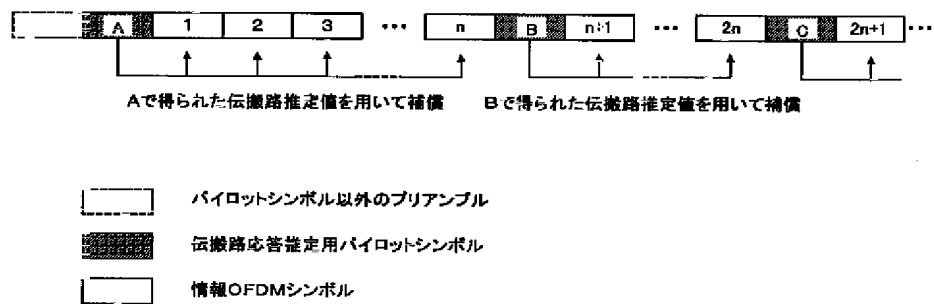 A 1 2 3 ••• n B n+1 ••• 2n C 2n+1 •••
Aで得られた伝搬路推定値を用いて補償 Bで得られた伝搬路推定値を用いて補償
パイロットシンボル以外のプリアンブル
伝搬路応答推定用パイロットシンボル
情報OFDMシンボル